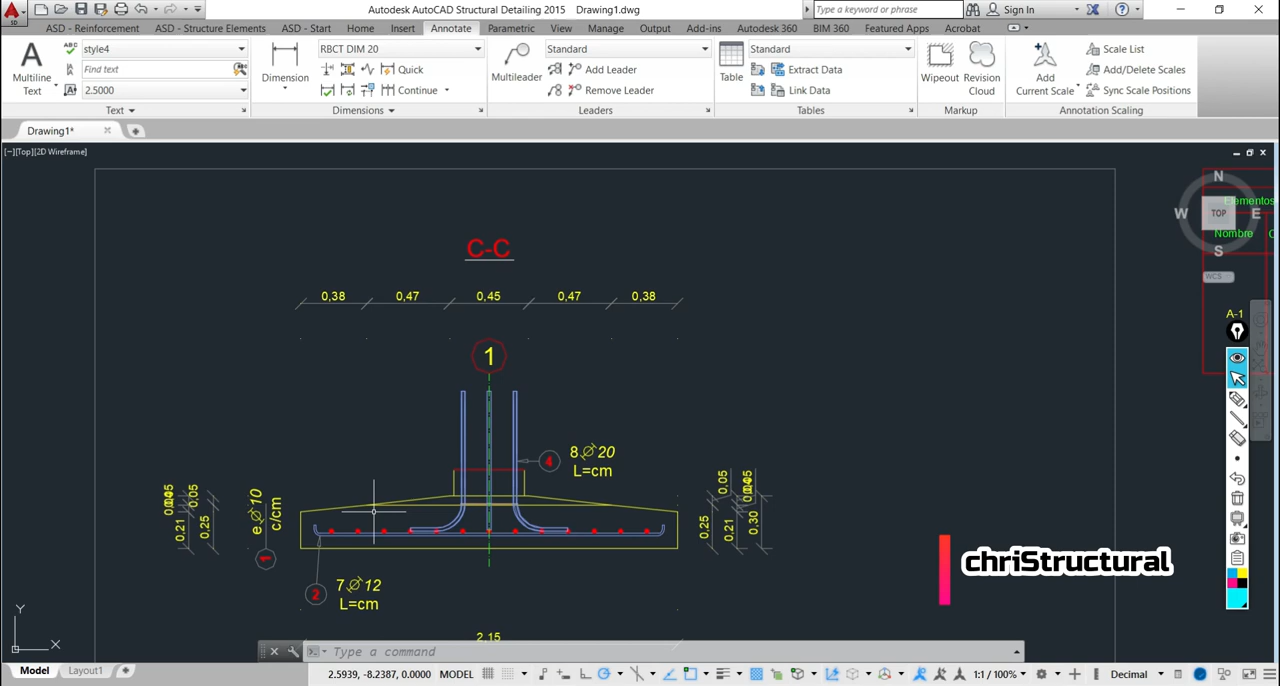 Autodesk AutoCAD Structural Detailing 2015 Drawing1.dwg
Type a keyword or phrase
Sign In
SD
ASD - Reinforcement ASD - Structure Elements ASD - Start Home Insert Annotate Parametric View Manage Output Add-ins Autodesk 360 BIM 360 Featured Apps Acrobat
Multiline
Text
style4
Find text
2.5000
Text
Dimension
RBCT DIM 20
Quick
Continue
Dimensions
Multileader
Standard
Add Leader
Remove Leader
Leaders
Table
Standard
Extract Data
Link Data
Tables
Wipeout
Revision
Cloud
Markup
Add
Current Scale
Scale List
Add/Delete Scales
Sync Scale Positions
Annotation Scaling
Drawing1*
[–][Top][2D Wireframe]
N
W TOP E
S
WCS
Elementos
Nombre
A-1
C-C
0,38 0,47 0,45 0,47 0,38
1
4
8Ø20
L=cm
0,05
0,21
0,25
eØ10
c/cm
1
0,05
0,25
0,21
0,30
2
7Ø12
L=cm
2,15
chriStructural
Y
X
Type a command
Model Layout1
2.5939, -8.2387, 0.0000 MODEL
1:1 / 100%
Decimal